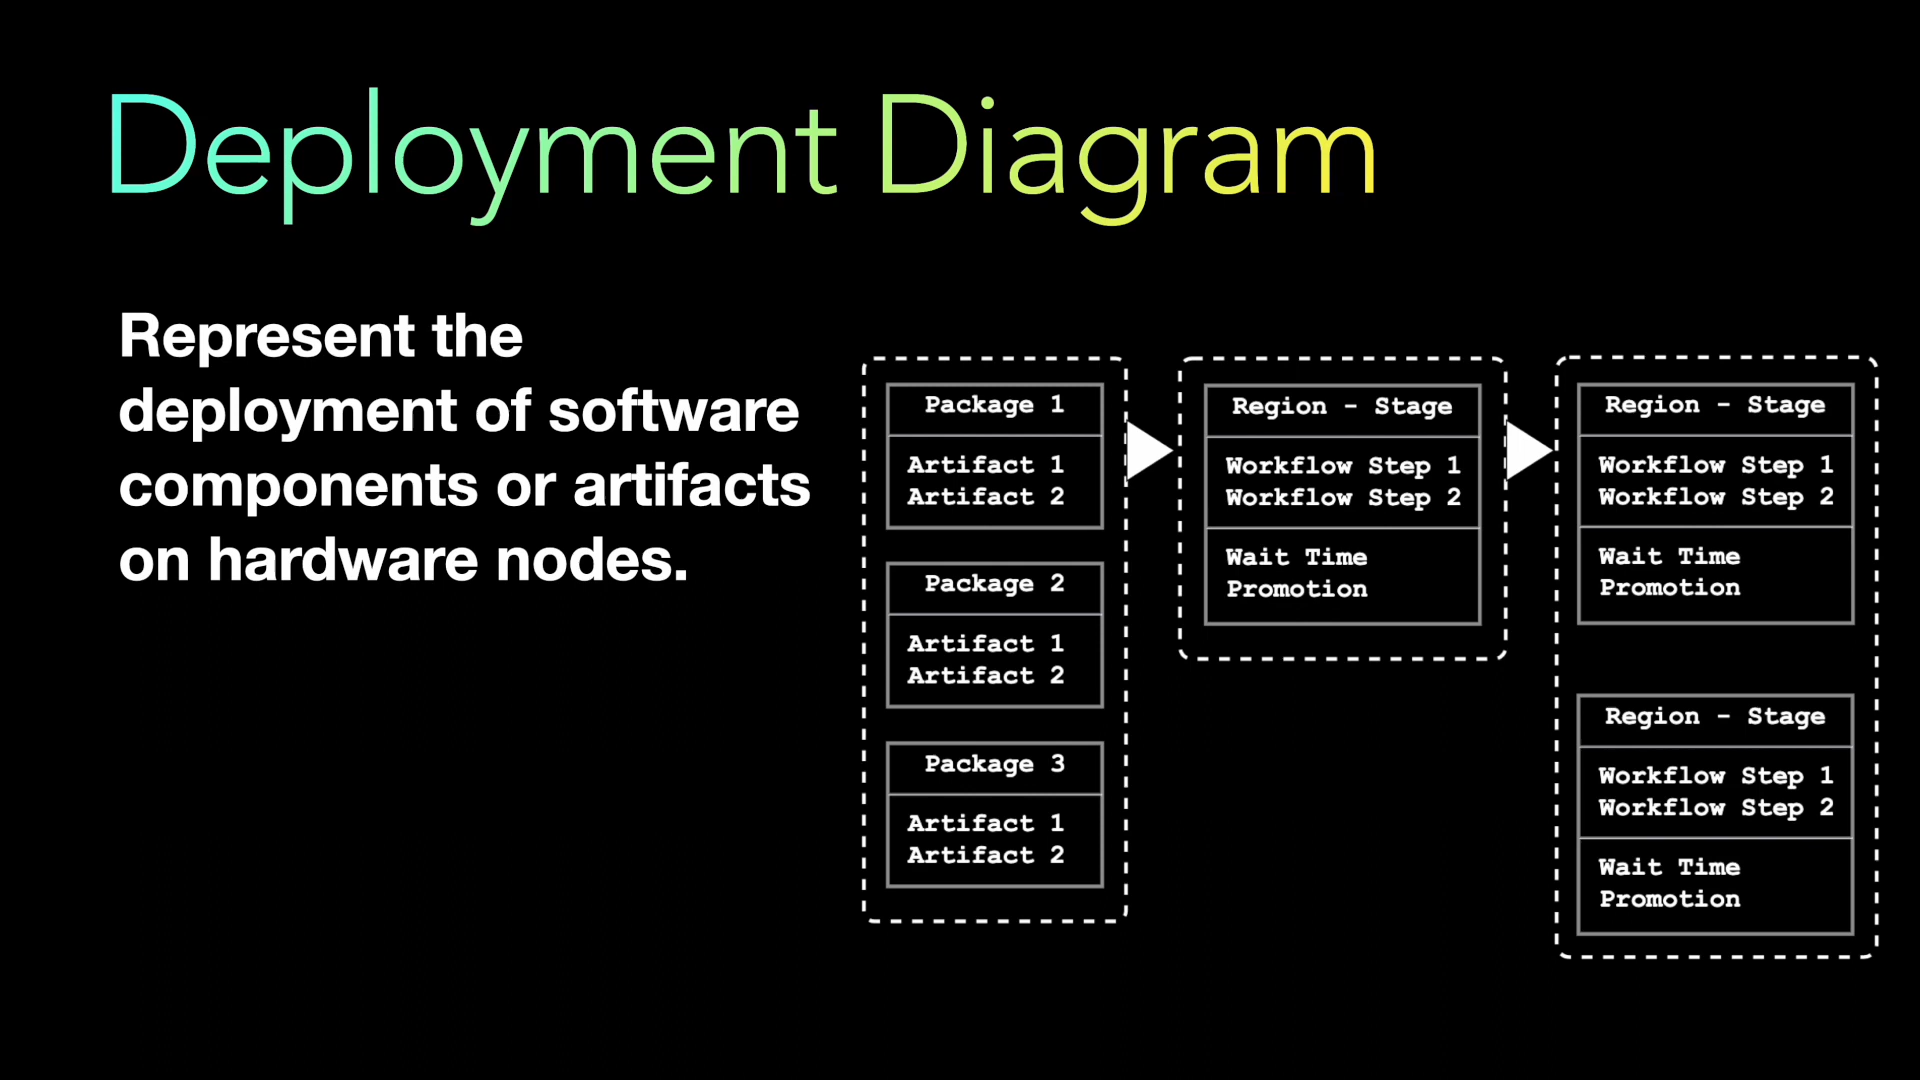 Deployment Diagram
Represent the
deployment of software
components or artifacts
on hardware nodes.
Package 1
Artifact 1
Artifact 2
Package 2
Artifact 1
Artifact 2
Package 3
Artifact 1
Artifact 2
Region - Stage
Workflow Step 1
Workflow Step 2
Wait Time
Promotion
Region - Stage
Workflow Step 1
Workflow Step 2
Wait Time
Promotion
Region - Stage
Workflow Step 1
Workflow Step 2
Wait Time
Promotion